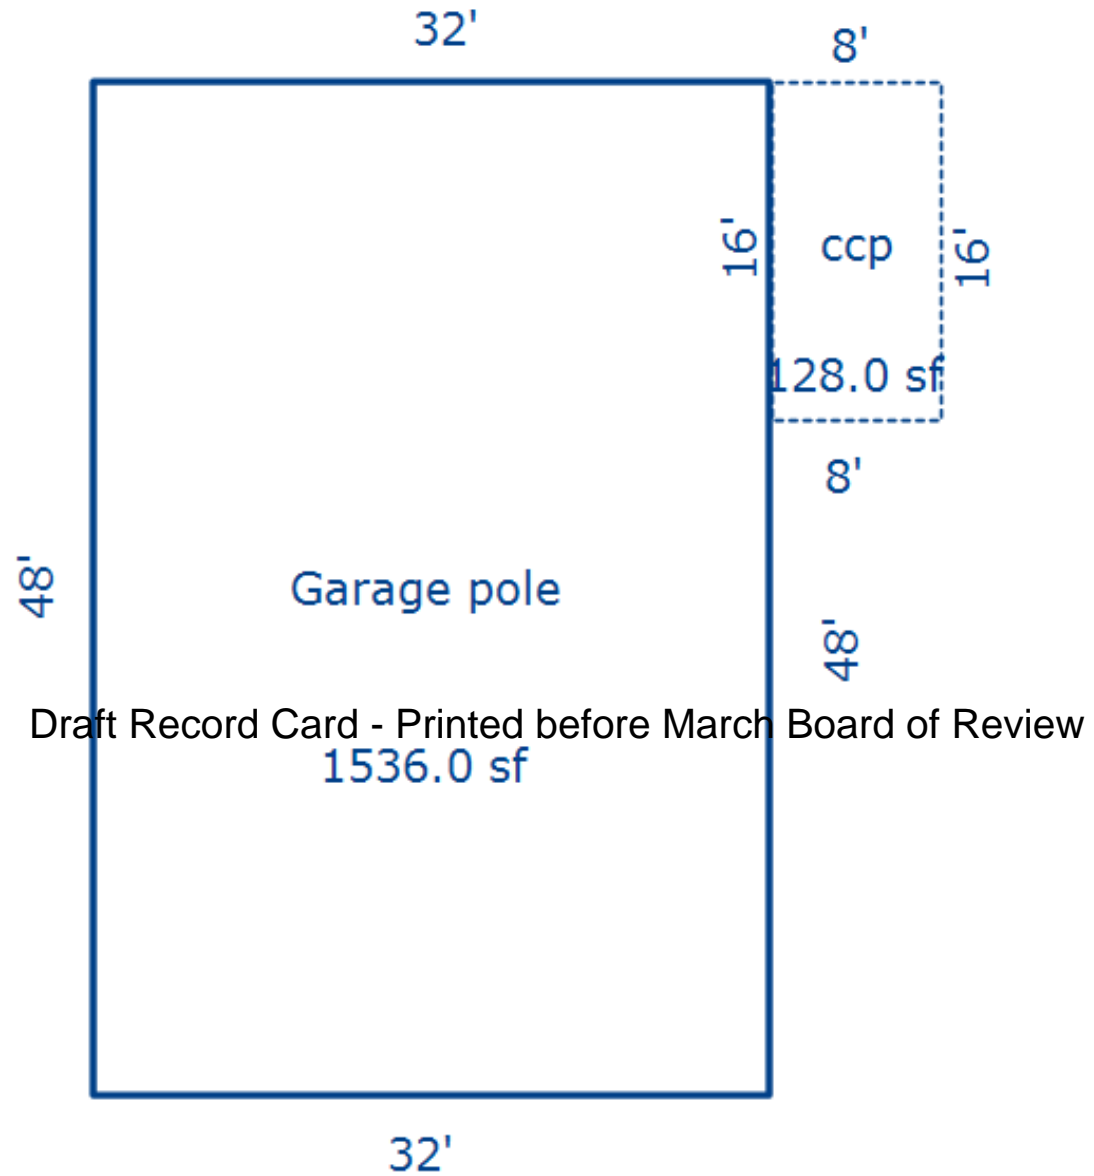 32'
8'
16'
ccp
16'
128.0 sf
8'
48'
Garage pole
48'
Draft Record Card - Printed before March Board of Review
1536.0 sf
32'